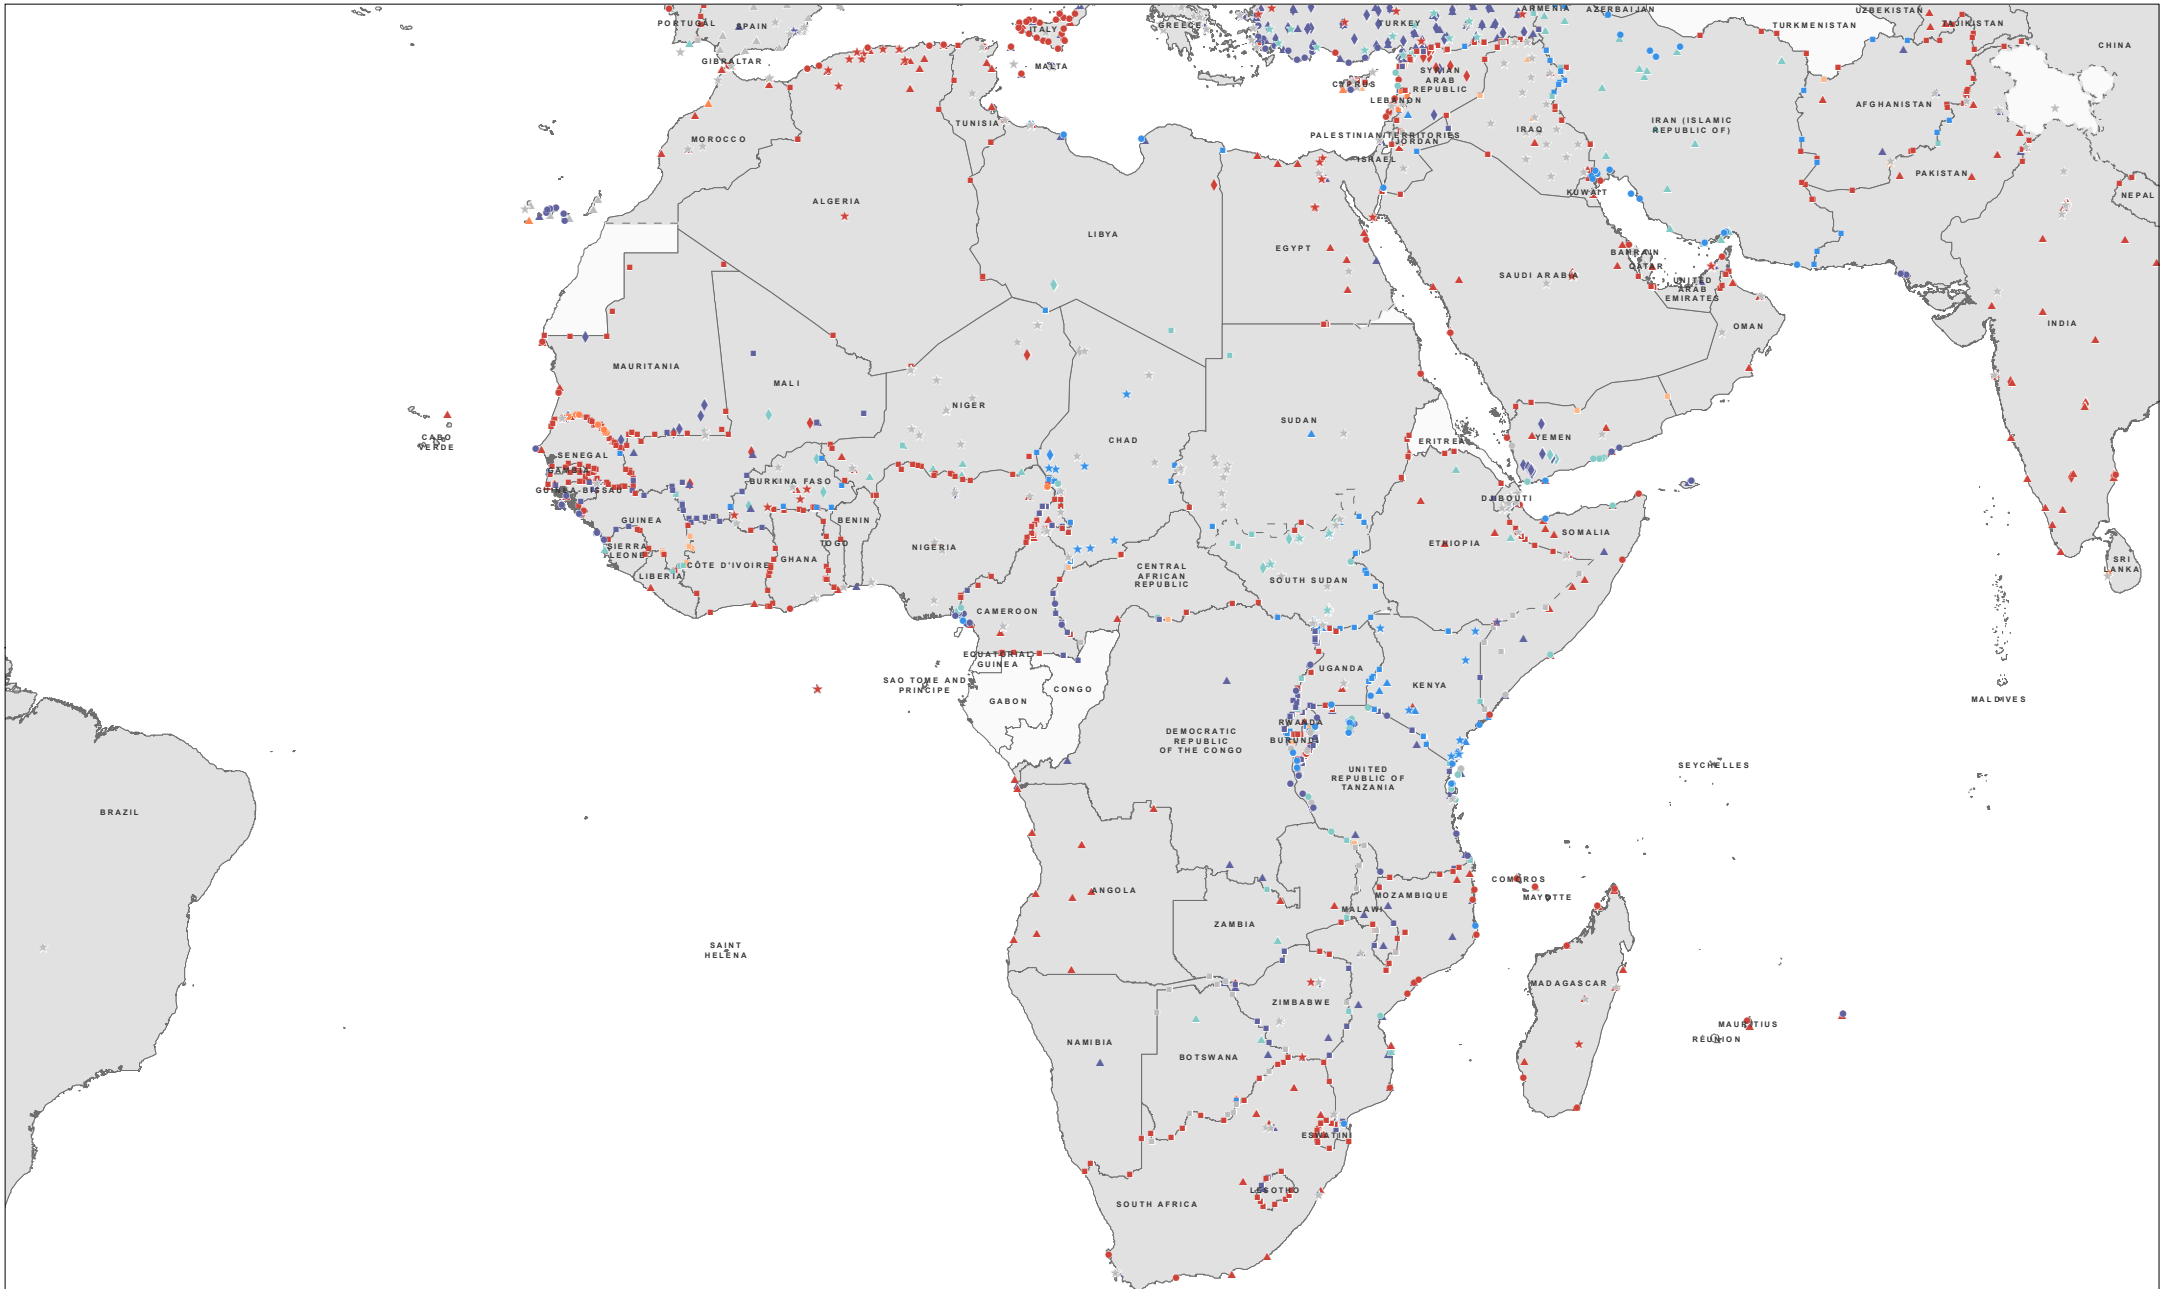 PORTUGAL
SPAIN
GIBRALTAR
ITALY
MALTA
GREECE
TURKEY
ARMENIA
AZERBAIJAN
TURKMENISTAN
UZBEKISTAN
TAJIKISTAN
CHINA
CYPRUS
SYRIAN
ARAB
REPUBLIC
LEBANON
PALESTINIAN TERRITORIES
JORDAN
ISRAEL
IRAQ
IRAN (ISLAMIC
REPUBLIC OF)
AFGHANISTAN
PAKISTAN
NEPAL
KUWAIT
MOROCCO
TUNISIA
ALGERIA
LIBYA
EGYPT
SAUDI ARABIA
BAHRAIN
QATAR
UNITED
ARAB
EMIRATES
OMAN
INDIA
MAURITANIA
MALI
NIGER
CHAD
SUDAN
ERITREA
YEMEN
CABO
VERDE
SENEGAL
GAMBIA
GUINEA-BISSAU
GUINEA
SIERRA
LEONE
LIBERIA
CÔTE D'IVOIRE
BURKINA FASO
GHANA
TOGO
BENIN
NIGERIA
CAMEROON
CENTRAL
AFRICAN
REPUBLIC
SOUTH SUDAN
ETHIOPIA
DJIBOUTI
SOMALIA
SRI
LANKA
MALDIVES
EQUATORIAL
GUINEA
SAO TOME AND
PRINCIPE
GABON
CONGO
DEMOCRATIC
REPUBLIC
OF THE CONGO
UGANDA
KENYA
RWANDA
BURUNDI
UNITED
REPUBLIC OF
TANZANIA
SEYCHELLES
BRAZIL
SAINT
HELENA
ANGOLA
ZAMBIA
MALAWI
MOZAMBIQUE
COMOROS
MAYOTTE
MADAGASCAR
MAURITIUS
RÉUNION
ZIMBABWE
NAMIBIA
BOTSWANA
ESWATINI
LESOTHO
SOUTH AFRICA